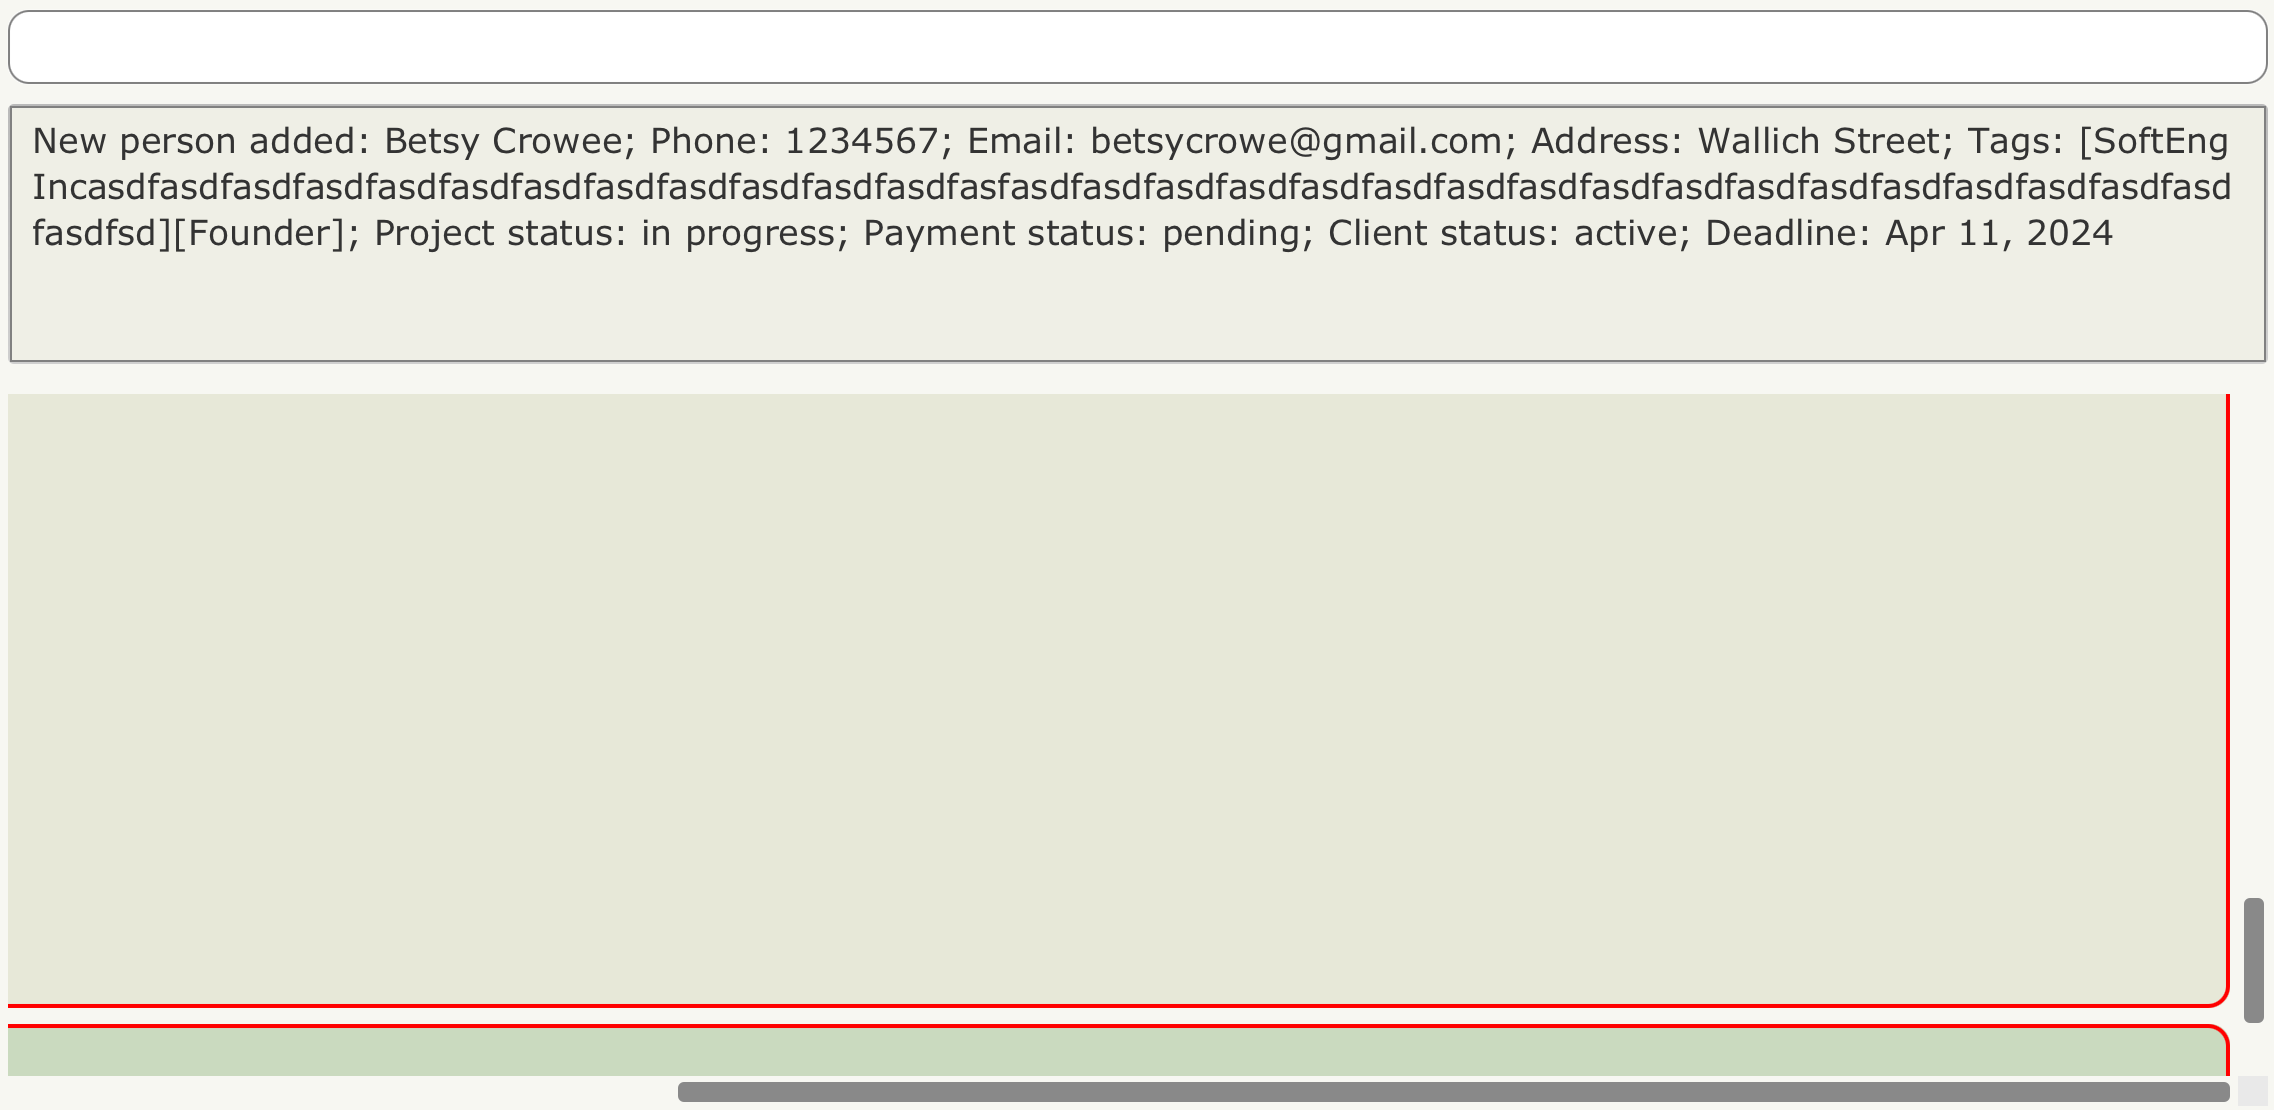 New person added: Betsy Crowee; Phone: 1234567; Email: betsycrowe@gmail.com; Address: Wallich Street; Tags: [SoftEng
Incasdfasdfasdfasdfasdfasdfasdfasdfasdfasdfasdfasdfasfasdfasdfasdfasdfasdfasdfasdfasdfasdfasdfasdfasdfasdfasdfasdfasdfasd
fasdfsd][Founder]; Project status: in progress; Payment status: pending; Client status: active; Deadline: Apr 11, 2024